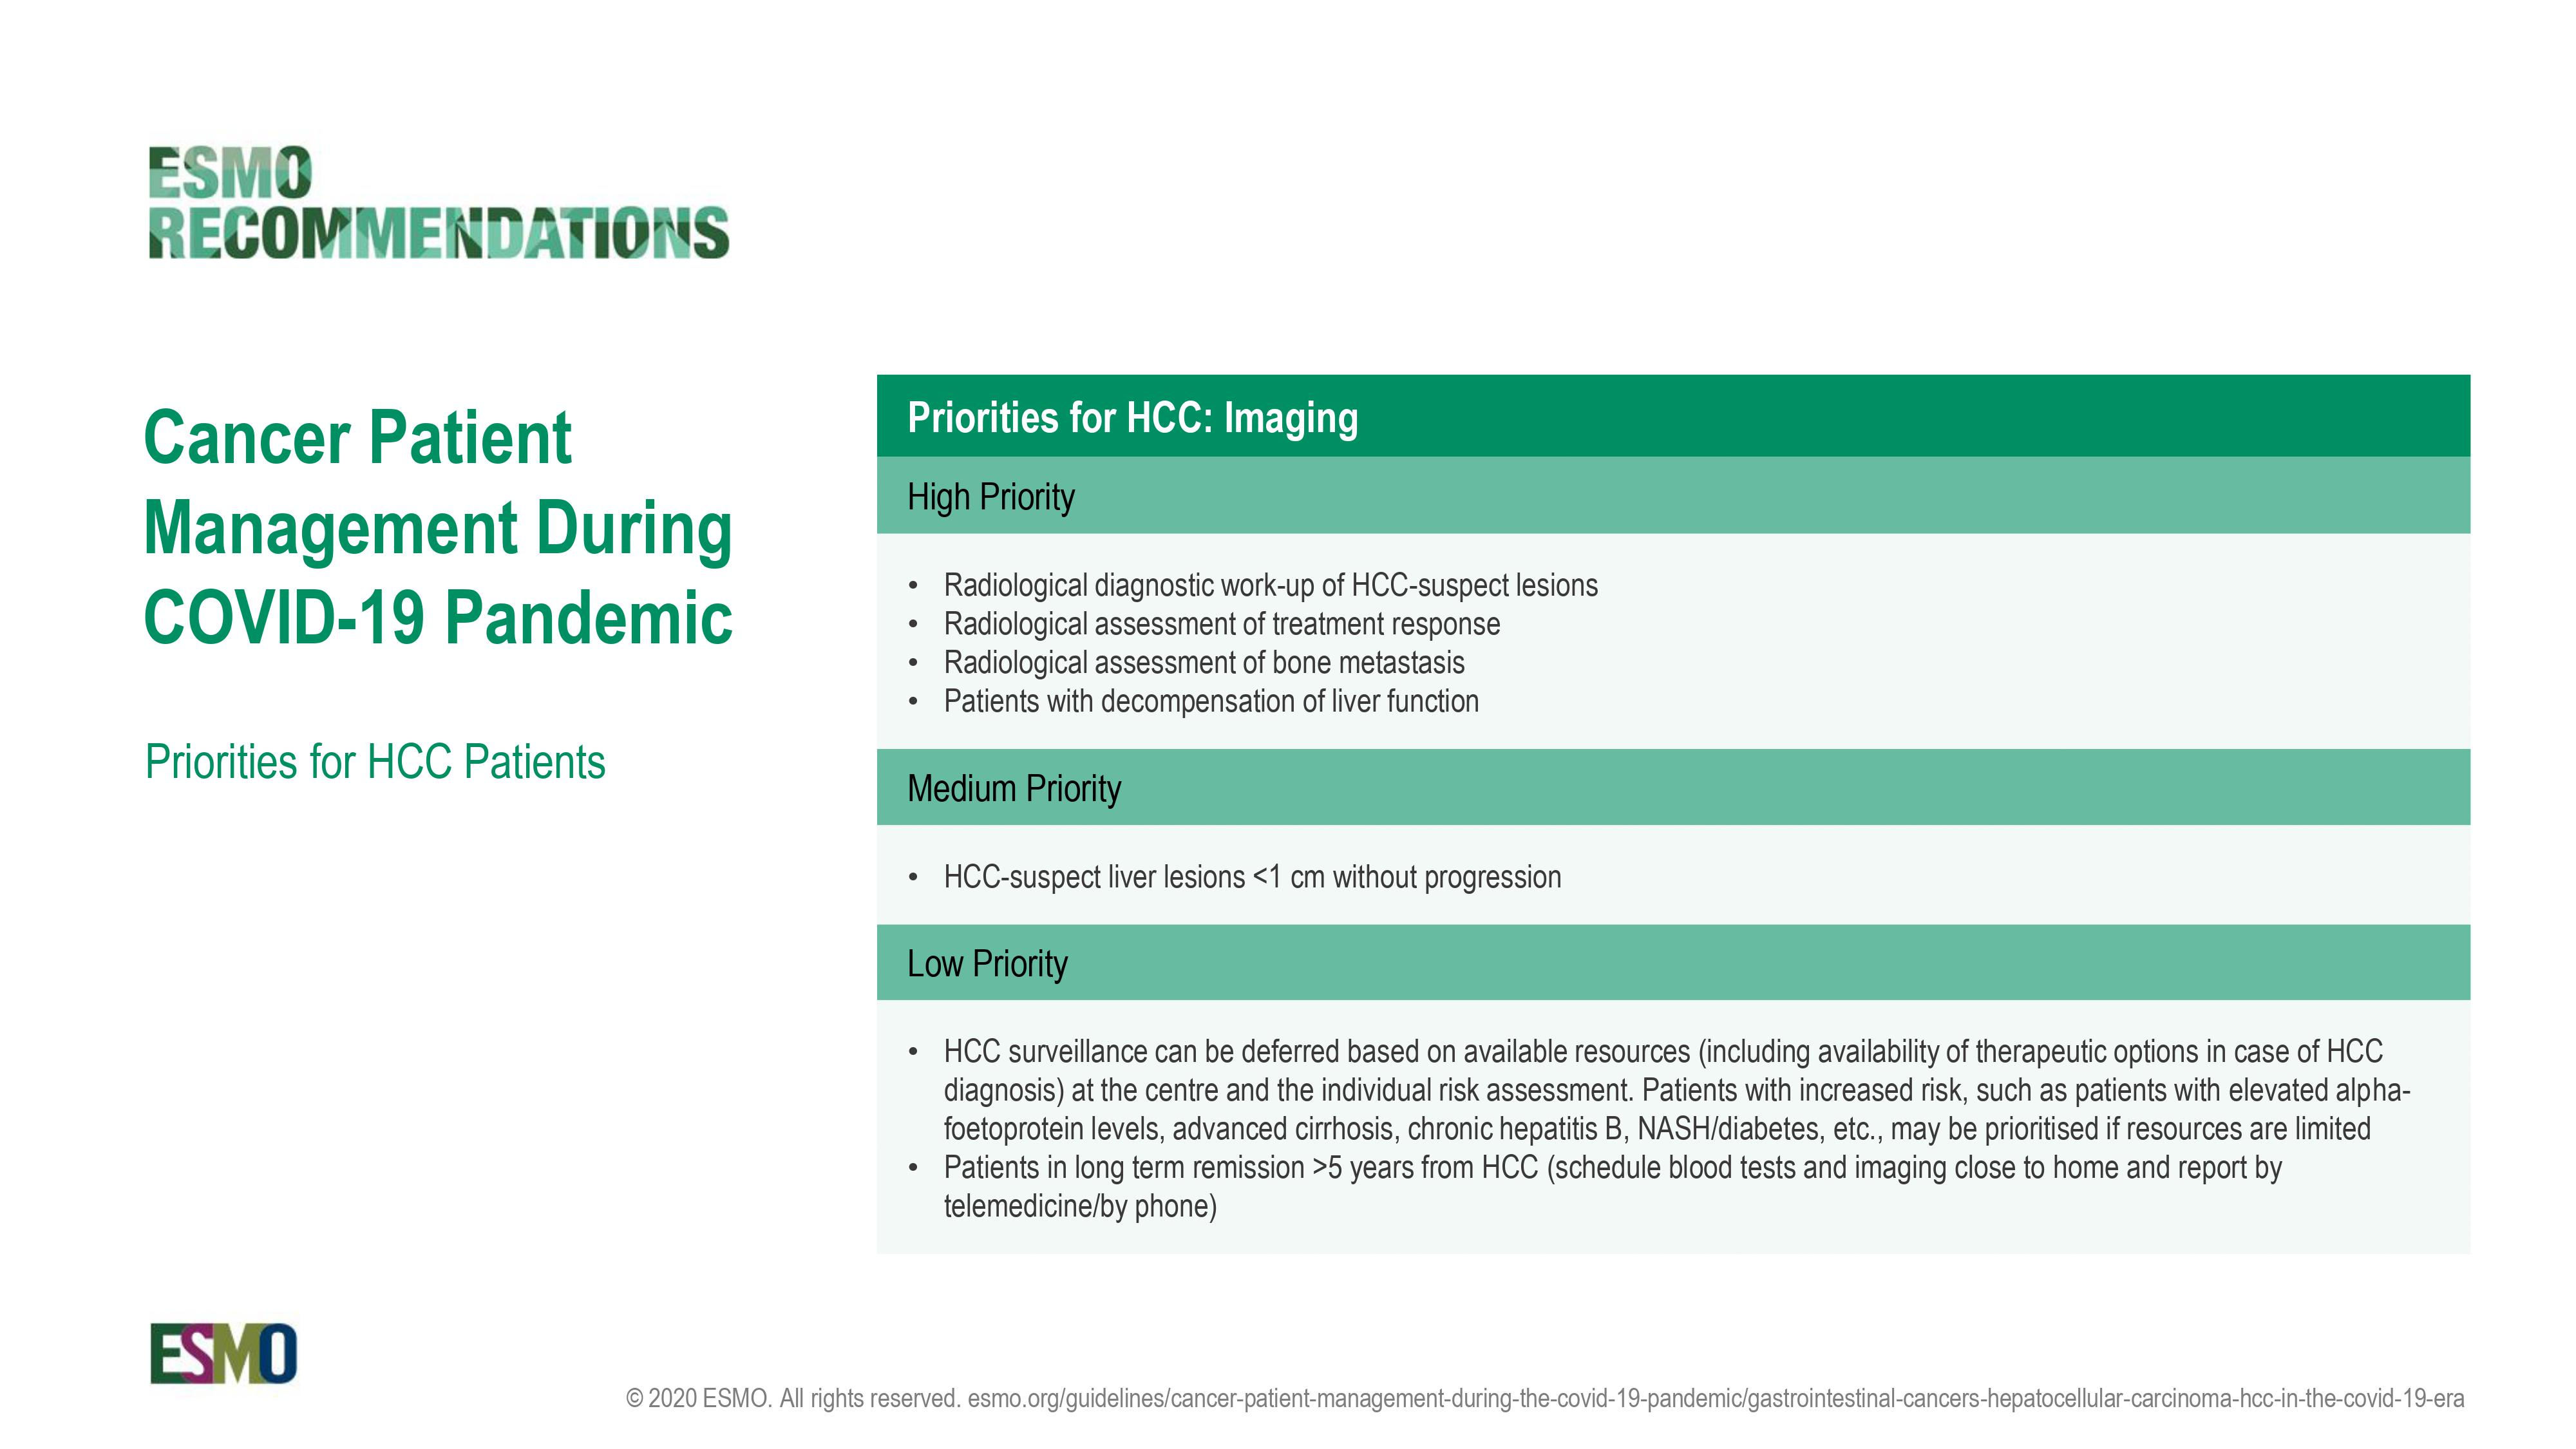 ESMO
RECOMMENDATIONS
Cancer Patient
Management During
COVID-19 Pandemic
Priorities for HCC Patients
Priorities for HCC: Imaging
High Priority
• Radiological diagnostic work-up of HCC-suspect lesions
• Radiological assessment of treatment response
• Radiological assessment of bone metastasis
• Patients with decompensation of liver function
Medium Priority
• HCC-suspect liver lesions <1 cm without progression
Low Priority
• HCC surveillance can be deferred based on available resources (including availability of therapeutic options in case of HCC
diagnosis) at the centre and the individual risk assessment. Patients with increased risk, such as patients with elevated alpha-
foetoprotein levels, advanced cirrhosis, chronic hepatitis B, NASH/diabetes, etc., may be prioritised if resources are limited
• Patients in long term remission >5 years from HCC (schedule blood tests and imaging close to home and report by
telemedicine/by phone)
ESMO
© 2020 ESMO. All rights reserved. esmo.org/guidelines/cancer-patient-management-during-the-covid-19-pandemic/gastrointestinal-cancers-hepatocellular-carcinoma-hcc-in-the-covid-19-era